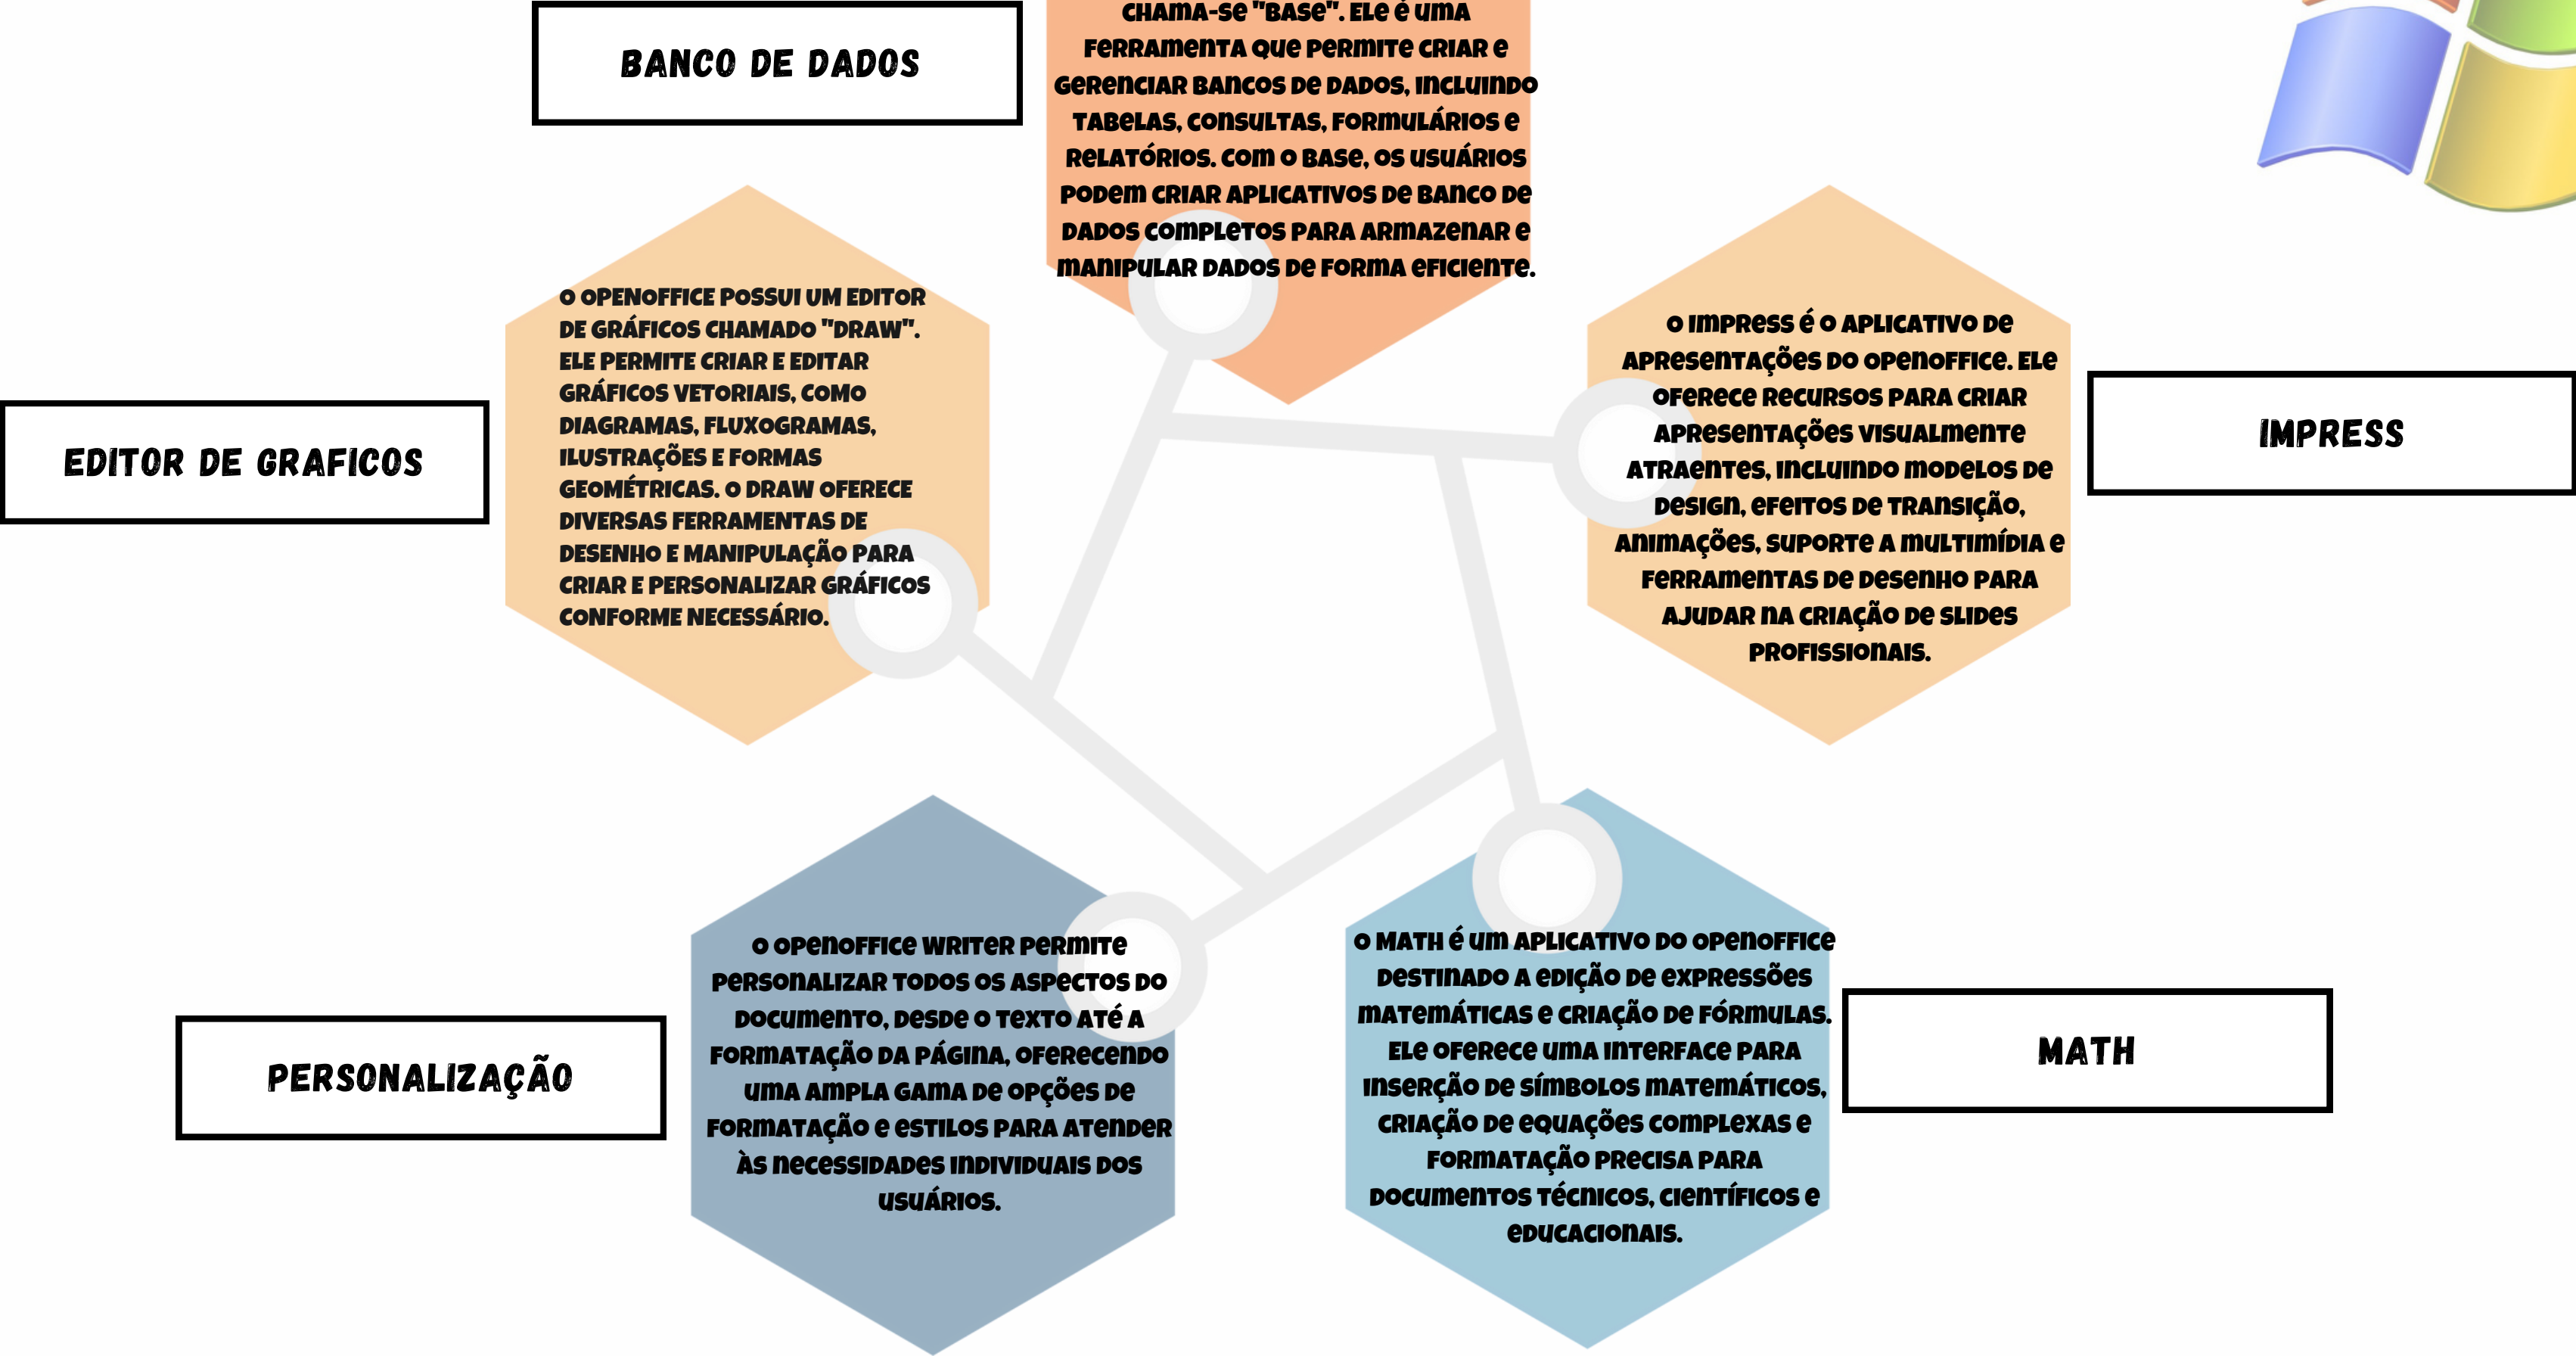 BANCO DE DADOS
CHAMA-SE "BASE". ELE É UMA
FERRAMENTA QUE PERMITE CRIAR E
GERENCIAR BANCOS DE DADOS, INCLUINDO
TABELAS, CONSULTAS, FORMULÁRIOS E
RELATÓRIOS. COM O BASE, OS USUÁRIOS
PODEM CRIAR APLICATIVOS DE BANCO DE
DADOS COMPLETOS PARA ARMAZENAR E
MANIPULAR DADOS DE FORMA EFICIENTE.
EDITOR DE GRAFICOS
O OPENOFFICE POSSUI UM EDITOR
DE GRÁFICOS CHAMADO "DRAW".
ELE PERMITE CRIAR E EDITAR
GRÁFICOS VETORIAIS, COMO
DIAGRAMAS, FLUXOGRAMAS,
ILUSTRAÇÕES E FORMAS
GEOMÉTRICAS. O DRAW OFERECE
DIVERSAS FERRAMENTAS DE
DESENHO E MANIPULAÇÃO PARA
CRIAR E PERSONALIZAR GRÁFICOS
CONFORME NECESSÁRIO.
O IMPRESS É O APLICATIVO DE
APRESENTAÇÕES DO OPENOFFICE. ELE
OFERECE RECURSOS PARA CRIAR
APRESENTAÇÕES VISUALMENTE
ATRAENTES, INCLUINDO MODELOS DE
DESIGN, EFEITOS DE TRANSIÇÃO,
ANIMAÇÕES, SUPORTE A MULTIMÍDIA E
FERRAMENTAS DE DESENHO PARA
AJUDAR NA CRIAÇÃO DE SLIDES
PROFISSIONAIS.
IMPRESS
PERSONALIZAÇÃO
O OPENOFFICE WRITER PERMITE
PERSONALIZAR TODOS OS ASPECTOS DO
DOCUMENTO, DESDE O TEXTO ATÉ A
FORMATAÇÃO DA PÁGINA, OFERECENDO
UMA AMPLA GAMA DE OPÇÕES DE
FORMATAÇÃO E ESTILOS PARA ATENDER
ÀS NECESSIDADES INDIVIDUAIS DOS
USUÁRIOS.
O MATH É UM APLICATIVO DO OPENOFFICE
DESTINADO A EDIÇÃO DE EXPRESSÕES
MATEMÁTICAS E CRIAÇÃO DE FÓRMULAS.
ELE OFERECE UMA INTERFACE PARA
INSERÇÃO DE SÍMBOLOS MATEMÁTICOS,
CRIAÇÃO DE EQUAÇÕES COMPLEXAS E
FORMATAÇÃO PRECISA PARA
DOCUMENTOS TÉCNICOS, CIENTÍFICOS E
EDUCACIONAIS.
MATH